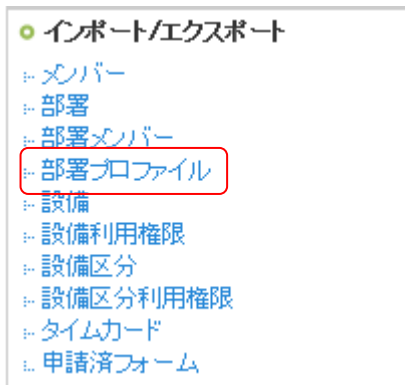 インポート/エクスポート
メンバー
部署
部署メンバー
部署プロファイル
設備
設備利用権限
設備区分
設備区分利用権限
タイムカード
申請済フォーム